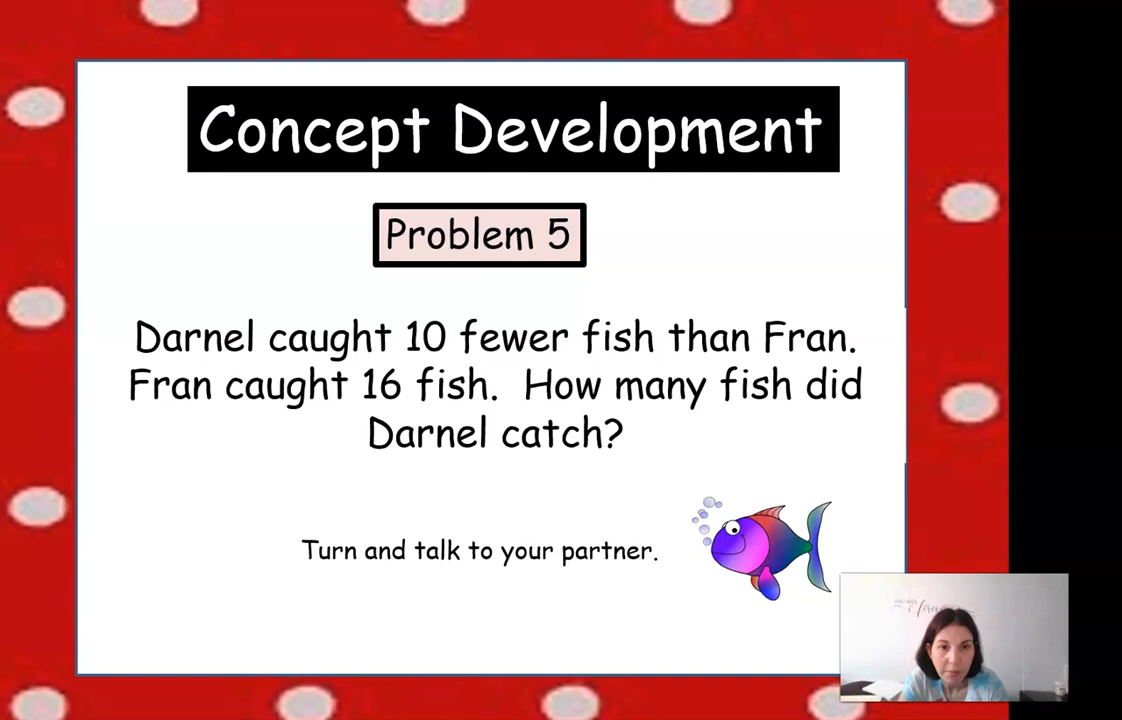 Concept Development
Problem 5
Darnel caught 10 fewer fish than Fran.
Fran caught 16 fish. How many fish did
Darnel catch?
Turn and talk to your partner.